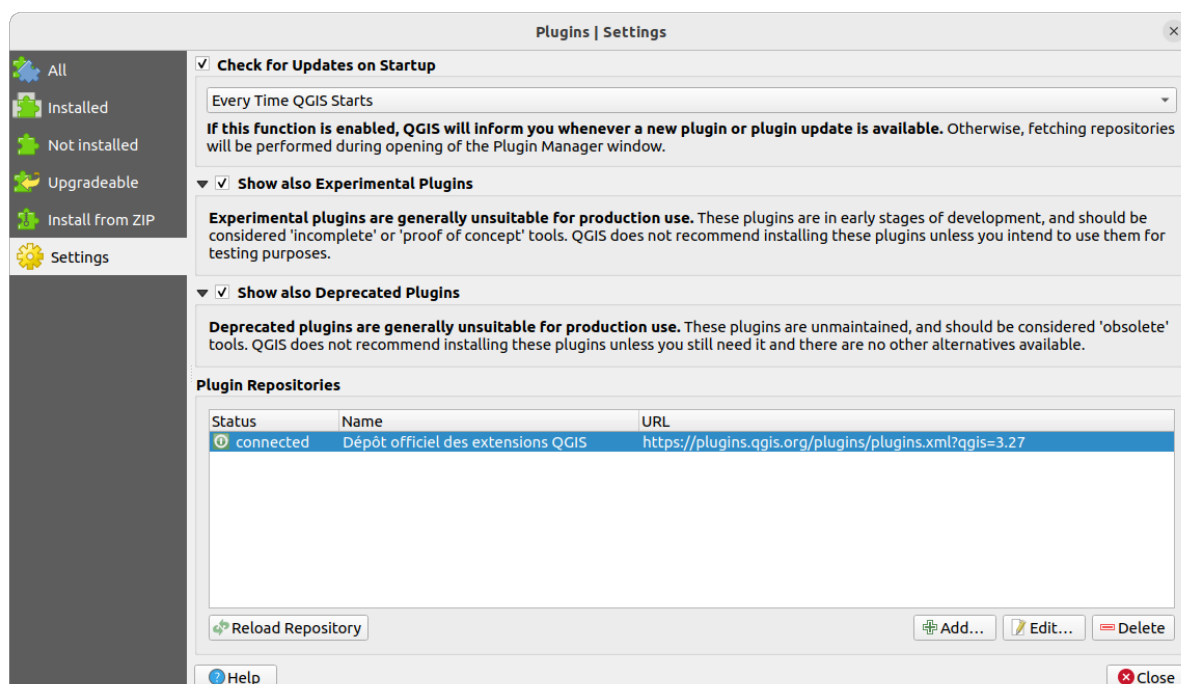 Plugins | Settings
All
Installed
Not installed
Upgradeable
Install from ZIP
Settings
Check for Updates on Startup
Every Time QGIS Starts
If this function is enabled, QGIS will inform you whenever a new plugin or plugin update is available. Otherwise, fetching repositories
will be performed during opening of the Plugin Manager window.
Show also Experimental Plugins
Experimental plugins are generally unsuitable for production use. These plugins are in early stages of development, and should be
considered 'incomplete' or 'proof of concept' tools. QGIS does not recommend installing these plugins unless you intend to use them for
testing purposes.
Show also Deprecated Plugins
Deprecated plugins are generally unsuitable for production use. These plugins are unmaintained, and should be considered 'obsolete'
tools. QGIS does not recommend installing these plugins unless you still need it and there are no other alternatives available.
Plugin Repositories
Status Name URL
connected Dépôt officiel des extensions QGIS https://plugins.qgis.org/plugins/plugins.xml?qgis=3.27
Reload Repository Add... Edit... Delete
Help Close